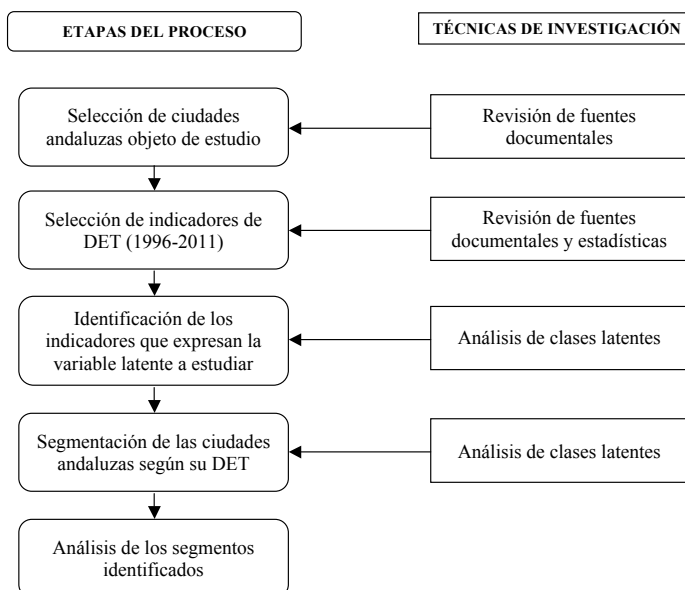 ETAPAS DEL PROCESO
TÉCNICAS DE INVESTIGACIÓN
Selección de ciudades
andaluzas objeto de estudio
Revisión de fuentes
documentales
Selección de indicadores de
DET (1996-2011)
Revisión de fuentes
documentales y estadísticas
Identificación de los
indicadores que expresan la
variable latente a estudiar
Análisis de clases latentes
Segmentación de las ciudades
andaluzas según su DET
Análisis de clases latentes
Análisis de los segmentos
identificados